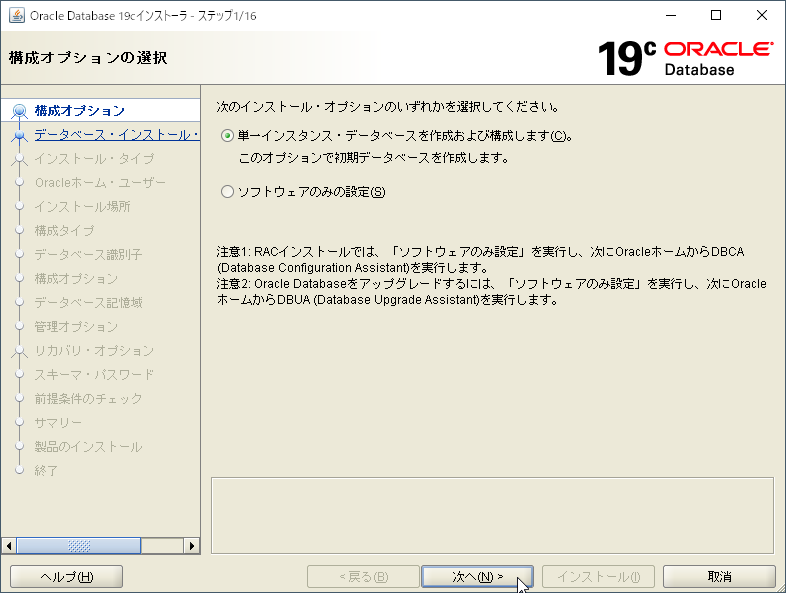 Oracle Database 19cインストーラ - ステップ1/16
構成オプションの選択
19c ORACLE
Database
構成オプション
データベース・インストール・
インストール・タイプ
Oracleホーム・ユーザー
インストール場所
構成タイプ
データベース識別子
構成オプション
データベース記憶域
管理オプション
リカバリ・オプション
スキーマ・パスワード
前提条件のチェック
サマリー
製品のインストール
終了
次のインストール・オプションのいずれかを選択してください。
単一インスタンス・データベースを作成および構成します(C)。
このオプションで初期データベースを作成します。
ソフトウェアのみの設定(S)
注意1: RACインストールでは、「ソフトウェアのみ設定」を実行し、次にOracleホームからDBCA
(Database Configuration Assistant)を実行します。
注意2: Oracle Databaseをアップグレードするには、「ソフトウェアのみ設定」を実行し、次にOracle
ホームからDBUA (Database Upgrade Assistant)を実行します。
ヘルプ(H)
< 戻る(B)
次へ(N) >
インストール(I)
取消